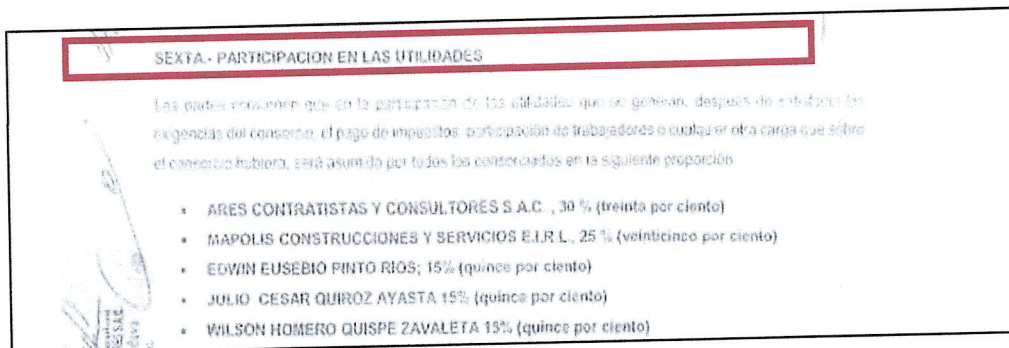 SEXTA.- PARTICIPACION EN LAS UTILIDADES
Las partes convienen que en la participación de las utilidades que se generan, después de satisfacer las
exigencias del consorcio, el pago de impuestos, participación de trabajadores o cualquier otra carga que sobre
el consorcio hubiera, será asumido por todos los consorciados en la siguiente proporción
• ARES CONTRATISTAS Y CONSULTORES S.A.C., 30 % (treinta por ciento)
• MAPOLIS CONSTRUCCIONES Y SERVICIOS E.I.R.L., 25 % (veinticinco por ciento)
• EDWIN EUSEBIO PINTO RIOS; 15% (quince por ciento)
• JULIO CESAR QUIROZ AYASTA 15% (quince por ciento)
• WILSON HOMERO QUISPE ZAVALETA 15% (quince por ciento)